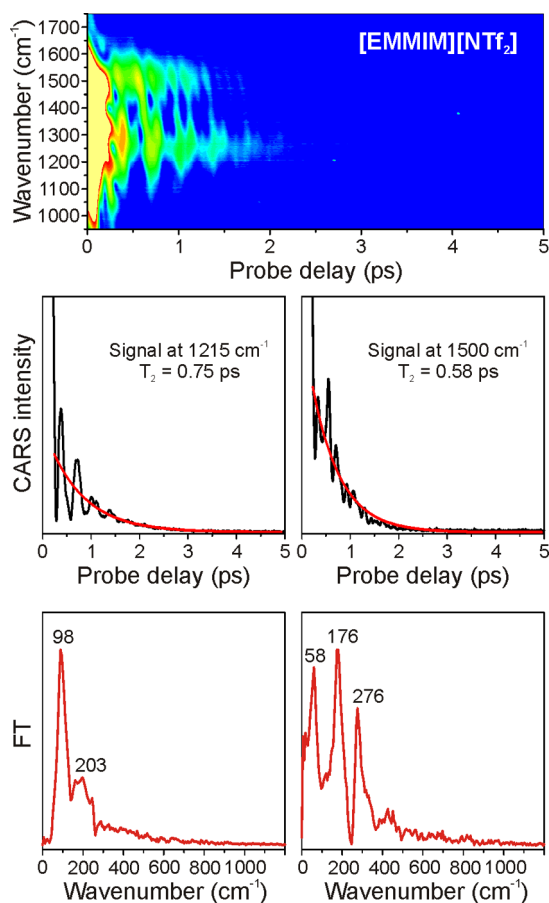 [EMMIM][NTf₂]
Wavenumber (cm⁻¹)
1700
1600
1500
1400
1300
1200
1100
1000
0 1 2 3 4 5
Probe delay (ps)
CARS intensity
Signal at 1215 cm⁻¹
T₂ = 0.75 ps
0 1 2 3 4 5
Probe delay (ps)
Signal at 1500 cm⁻¹
T₂ = 0.58 ps
0 1 2 3 4 5
Probe delay (ps)
FT
98
203
0 200 400 600 800 1000
Wavenumber (cm⁻¹)
58
176
276
0 200 400 600 800 1000
Wavenumber (cm⁻¹)